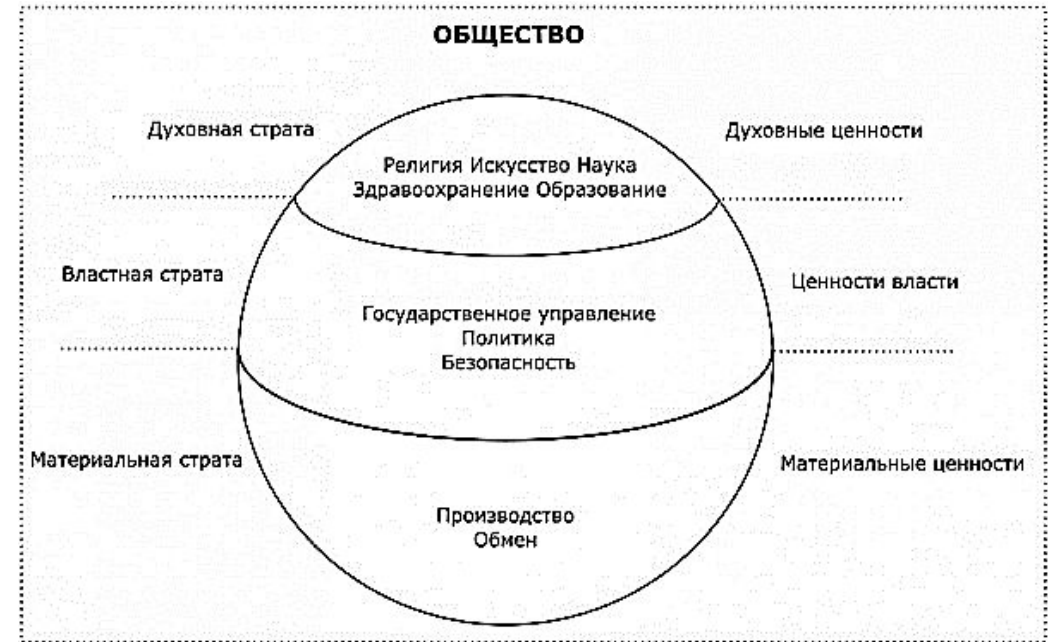 ОБЩЕСТВО
Духовная страта
Духовные ценности
Религия Искусство Наука
Здравоохранение Образование
Властная страта
Ценности власти
Государственное управление
Политика
Безопасность
Материальная страта
Материальные ценности
Производство
Обмен